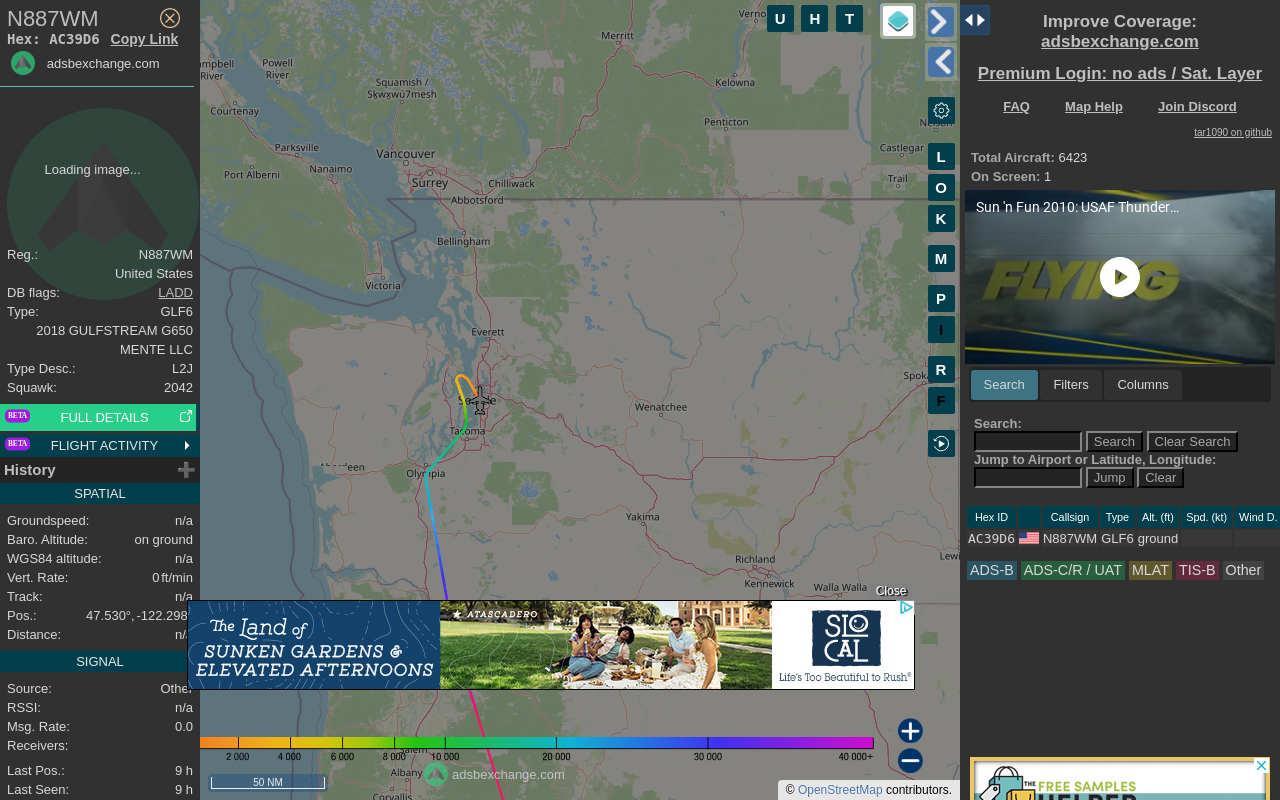 N887WM
Hex: AC39D6 Copy Link
adsbexchange.com
Loading image...
Reg.: N887WM
United States
DB flags: LADD
Type: GLF6
2018 GULFSTREAM G650
MENTE LLC
Type Desc.: L2J
Squawk: 2042
BETA FULL DETAILS
BETA FLIGHT ACTIVITY
History
SPATIAL
Groundspeed: n/a
Baro. Altitude: on ground
WGS84 altitude: n/a
Vert. Rate: 0 ft/min
Track: n/a
Pos.: 47.530°, -122.298
Distance: n/
SIGNAL
Source: Other
RSSI: n/a
Msg. Rate: 0.0
Receivers:
Last Pos.: 9 h
Last Seen: 9 h
U H T
Merritt
Powell
River
Squamish /
Sḵwx̱wú7mesh
Kelowna
Courtenay
Penticton
Parksville
Vancouver
Castlegar
Nanaimo
Port Alberni
Surrey
Chilliwack
Trail
Abbotsford
Bellingham
Victoria
Everett
Wenatchee
Tacoma
Aberdeen
Olympia
Yakima
Richland
Kennewick
Walla Walla
L
O
K
M
P
I
R
F
Close
The Land of
SUNKEN GARDENS &
ELEVATED AFTERNOONS
ATASCADERO
SLO
CAL
Life's Too Beautiful to Rush®
2 000 4 000 6 000 8 000 10 000 20 000 30 000 40 000+
Albany
Corvallis
adsbexchange.com
50 NM
© OpenStreetMap contributors.
Improve Coverage:
adsbexchange.com
Premium Login: no ads / Sat. Layer
FAQ Map Help Join Discord
tar1090 on github
Total Aircraft: 6423
On Screen: 1
Sun 'n Fun 2010: USAF Thunder...
FLYING
Search Filters Columns
Search:
Search Clear Search
Jump to Airport or Latitude, Longitude:
Jump Clear
Hex ID Callsign Type Alt. (ft) Spd. (kt) Wind D.
AC39D6 N887WM GLF6 ground
ADS-B ADS-C/R / UAT MLAT TIS-B Other
THE FREE SAMPLES
HELPER